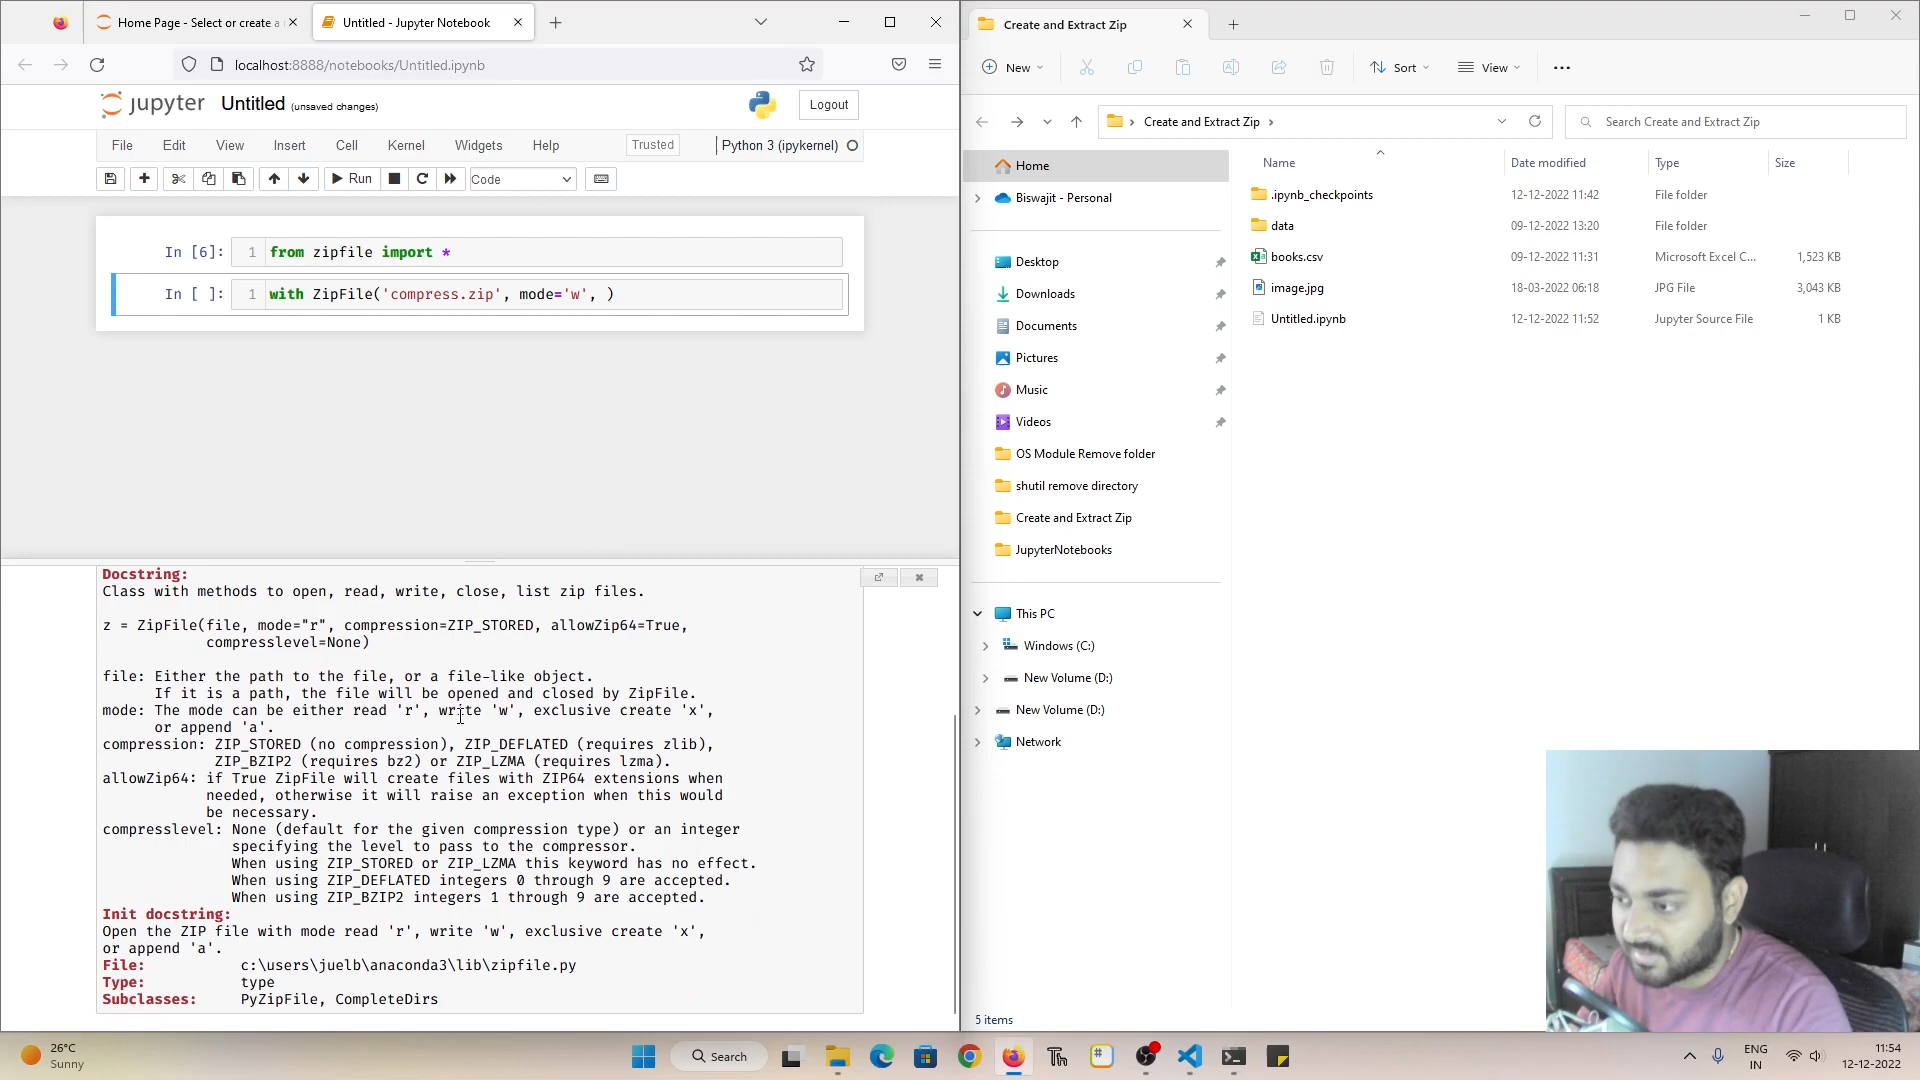 Home Page - Select or create a
Untitled - Jupyter Notebook
localhost:8888/notebooks/Untitled.ipynb
jupyter Untitled (unsaved changes)
Logout
File Edit View Insert Cell Kernel Widgets Help
Trusted
Python 3 (ipykernel)
Run
Code
In [6]: 1 from zipfile import *
In [ ]: 1 with ZipFile('compress.zip', mode='w', )
Docstring:
Class with methods to open, read, write, close, list zip files.
z = ZipFile(file, mode="r", compression=ZIP_STORED, allowZip64=True,
compresslevel=None)
file: Either the path to the file, or a file-like object.
If it is a path, the file will be opened and closed by ZipFile.
mode: The mode can be either read 'r', write 'w', exclusive create 'x',
or append 'a'.
compression: ZIP_STORED (no compression), ZIP_DEFLATED (requires zlib),
ZIP_BZIP2 (requires bz2) or ZIP_LZMA (requires lzma).
allowZip64: if True ZipFile will create files with ZIP64 extensions when
needed, otherwise it will raise an exception when this would
be necessary.
compresslevel: None (default for the given compression type) or an integer
specifying the level to pass to the compressor.
When using ZIP_STORED or ZIP_LZMA this keyword has no effect.
When using ZIP_DEFLATED integers 0 through 9 are accepted.
When using ZIP_BZIP2 integers 1 through 9 are accepted.
Init docstring:
Open the ZIP file with mode read 'r', write 'w', exclusive create 'x',
or append 'a'.
File: c:\users\juelb\anaconda3\lib\zipfile.py
Type: type
Subclasses: PyZipFile, CompleteDirs
Create and Extract Zip
New Sort View
Create and Extract Zip
Search Create and Extract Zip
Home
Biswajit - Personal
Desktop
Downloads
Documents
Pictures
Music
Videos
OS Module Remove folder
shutil remove directory
Create and Extract Zip
JupyterNotebooks
This PC
Windows (C:)
New Volume (D:)
New Volume (D:)
Network
Name Date modified Type Size
.ipynb_checkpoints 12-12-2022 11:42 File folder
data 09-12-2022 13:20 File folder
books.csv 09-12-2022 11:31 Microsoft Excel C... 1,523 KB
image.jpg 18-03-2022 06:18 JPG File 3,043 KB
Untitled.ipynb 12-12-2022 11:52 Jupyter Source File 1 KB
5 items
26°C
Sunny
Search
ENG
IN
11:54
12-12-2022